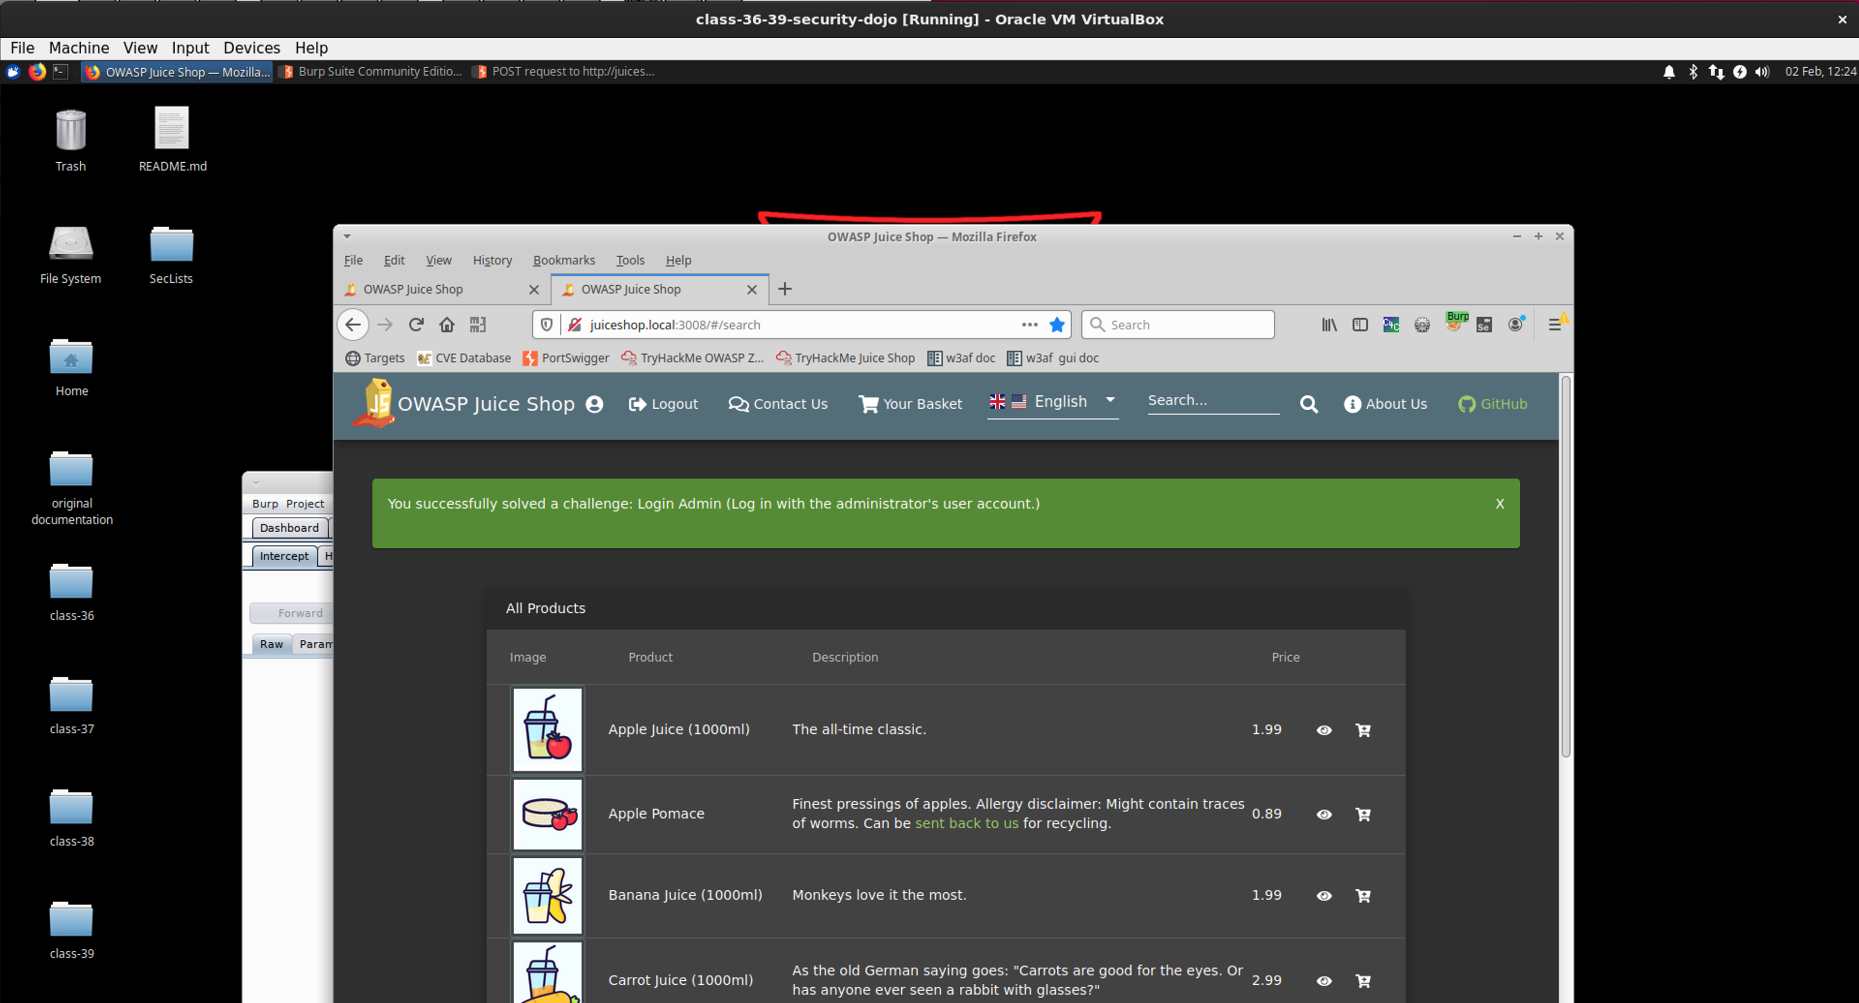 class-36-39-security-dojo [Running] - Oracle VM VirtualBox
File Machine View Input Devices Help
OWASP Juice Shop — Mozilla... Burp Suite Community Editio... POST request to http://juices... 02 Feb, 12:24
Trash README.md
File System SecLists
Home
original
documentation
class-36
class-37
class-38
class-39
Burp Project
Dashboard
Intercept H
Forward
Raw Param
OWASP Juice Shop — Mozilla Firefox
File Edit View History Bookmarks Tools Help
OWASP Juice Shop OWASP Juice Shop
juiceshop.local:3008/#/search Search Burp Se
Targets CVE Database PortSwigger TryHackMe OWASP Z... TryHackMe Juice Shop w3af doc w3af gui doc
JS OWASP Juice Shop Logout Contact Us Your Basket English Search... About Us GitHub
You successfully solved a challenge: Login Admin (Log in with the administrator's user account.) X
All Products
Image Product Description Price
Apple Juice (1000ml) The all-time classic. 1.99
Apple Pomace Finest pressings of apples. Allergy disclaimer: Might contain traces
of worms. Can be sent back to us for recycling. 0.89
Banana Juice (1000ml) Monkeys love it the most. 1.99
Carrot Juice (1000ml) As the old German saying goes: "Carrots are good for the eyes. Or
has anyone ever seen a rabbit with glasses?" 2.99